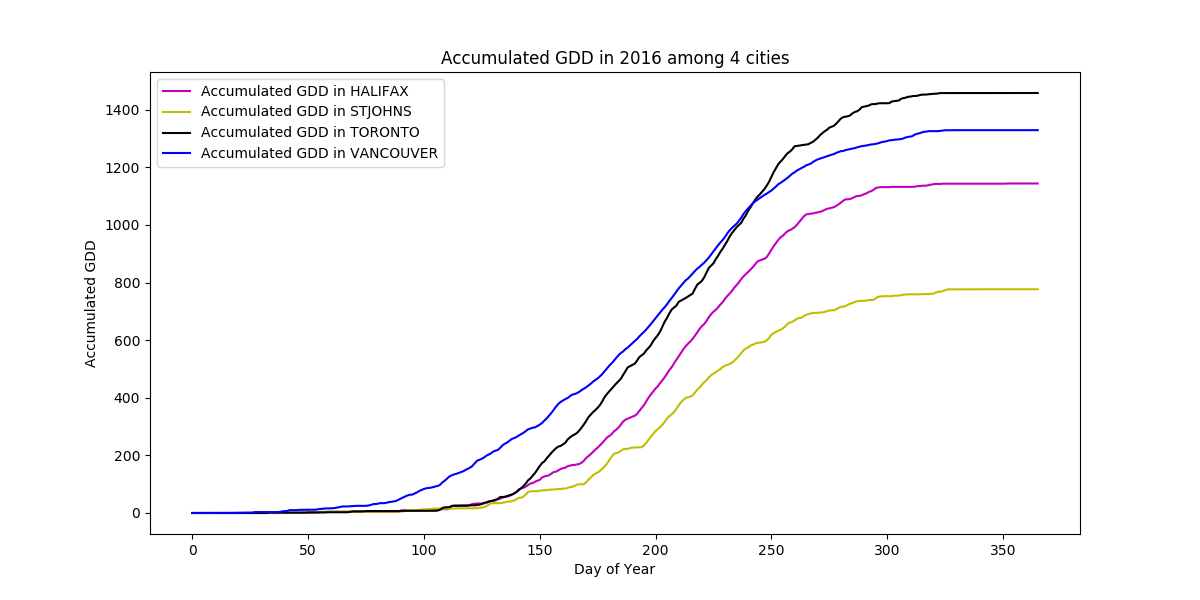 Accumulated GDD in 2016 among 4 cities
Accumulated GDD in HALIFAX
Accumulated GDD in STJOHNS
Accumulated GDD in TORONTO
Accumulated GDD in VANCOUVER
Accumulated GDD
1400
1200
1000
800
600
400
200
0
0 50 100 150 200 250 300 350
Day of Year